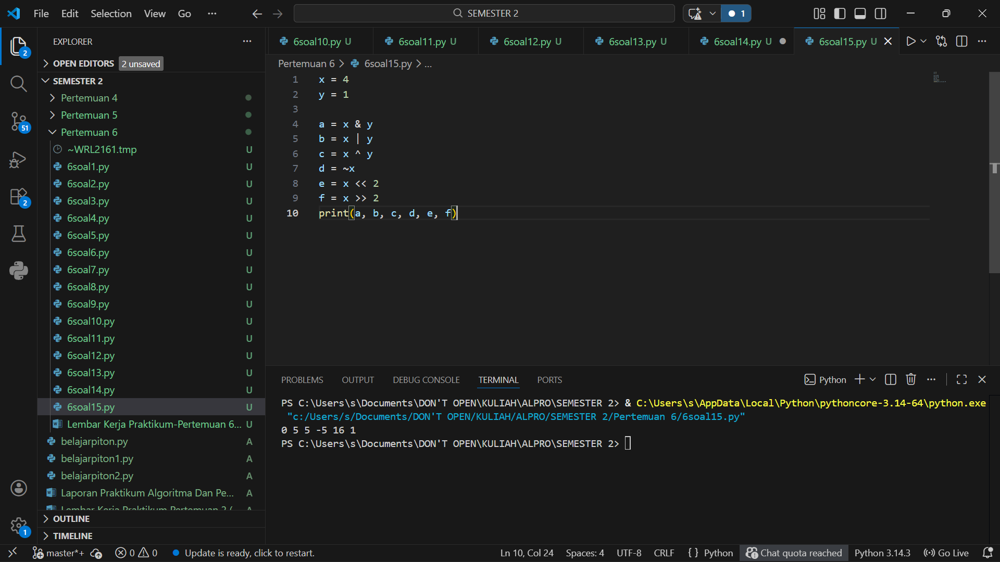 File Edit Selection View Go ... SEMESTER 2 1
EXPLORER ...
OPEN EDITORS 2 unsaved
SEMESTER 2
Pertemuan 4
Pertemuan 5
Pertemuan 6
~WRL2161.tmp U
6soal1.py U
6soal2.py U
6soal3.py U
6soal4.py U
6soal5.py U
6soal6.py U
6soal7.py U
6soal8.py U
6soal9.py U
6soal10.py U
6soal11.py U
6soal12.py U
6soal13.py U
6soal14.py U
6soal15.py U
Lembar Kerja Praktikum-Pertemuan 6... U
belajarpiton.py A
belajarpiton1.py A
belajarpiton2.py A
Laporan Praktikum Algoritma Dan Pe... A
Lembar Kerja Praktikum Pertemuan 2 ( A
OUTLINE
TIMELINE
2
51
2
1
6soal10.py U 6soal11.py U 6soal12.py U 6soal13.py U 6soal14.py U 6soal15.py U
Pertemuan 6 > 6soal15.py > ...
1 x = 4
2 y = 1
3
4 a = x & y
5 b = x | y
6 c = x ^ y
7 d = ~x
8 e = x << 2
9 f = x >> 2
10 print(a, b, c, d, e, f)
PROBLEMS OUTPUT DEBUG CONSOLE TERMINAL PORTS Python
PS C:\Users\s\Documents\DON'T OPEN\KULIAH\ALPRO\SEMESTER 2> & C:\Users\s\AppData\Local\Python\pythoncore-3.14-64\python.exe
"c:/Users/s/Documents/DON'T OPEN/KULIAH/ALPRO/SEMESTER 2/Pertemuan 6/6soal15.py"
0 5 5 -5 16 1
PS C:\Users\s\Documents\DON'T OPEN\KULIAH\ALPRO\SEMESTER 2>
master*+ 0 0 Update is ready, click to restart. Ln 10, Col 24 Spaces: 4 UTF-8 CRLF { } Python Chat quota reached Python 3.14.3 Go Live